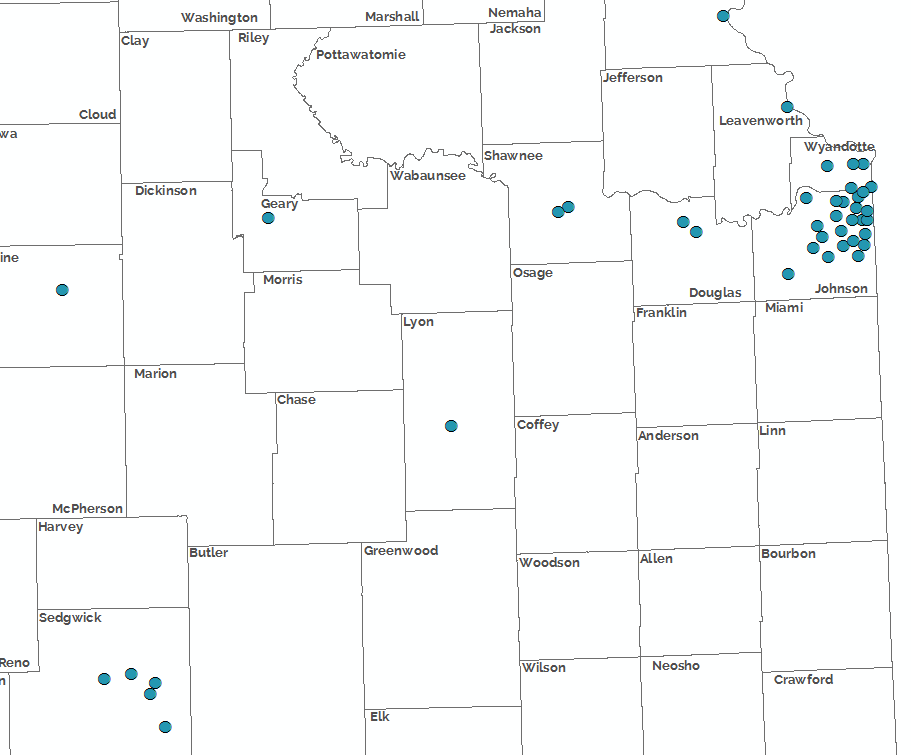 Washington
Marshall
Nemaha
Clay
Riley
Jackson
Pottawatomie
Jefferson
Cloud
Leavenworth
wa
Wyandotte
Shawnee
Dickinson
Wabaunsee
Geary
ine
Osage
Morris
Douglas
Johnson
Lyon
Franklin
Miami
Marion
Chase
Coffey
Anderson
Linn
McPherson
Harvey
Butler
Greenwood
Woodson
Allen
Bourbon
Sedgwick
Reno
Wilson
Neosho
n
Crawford
Elk